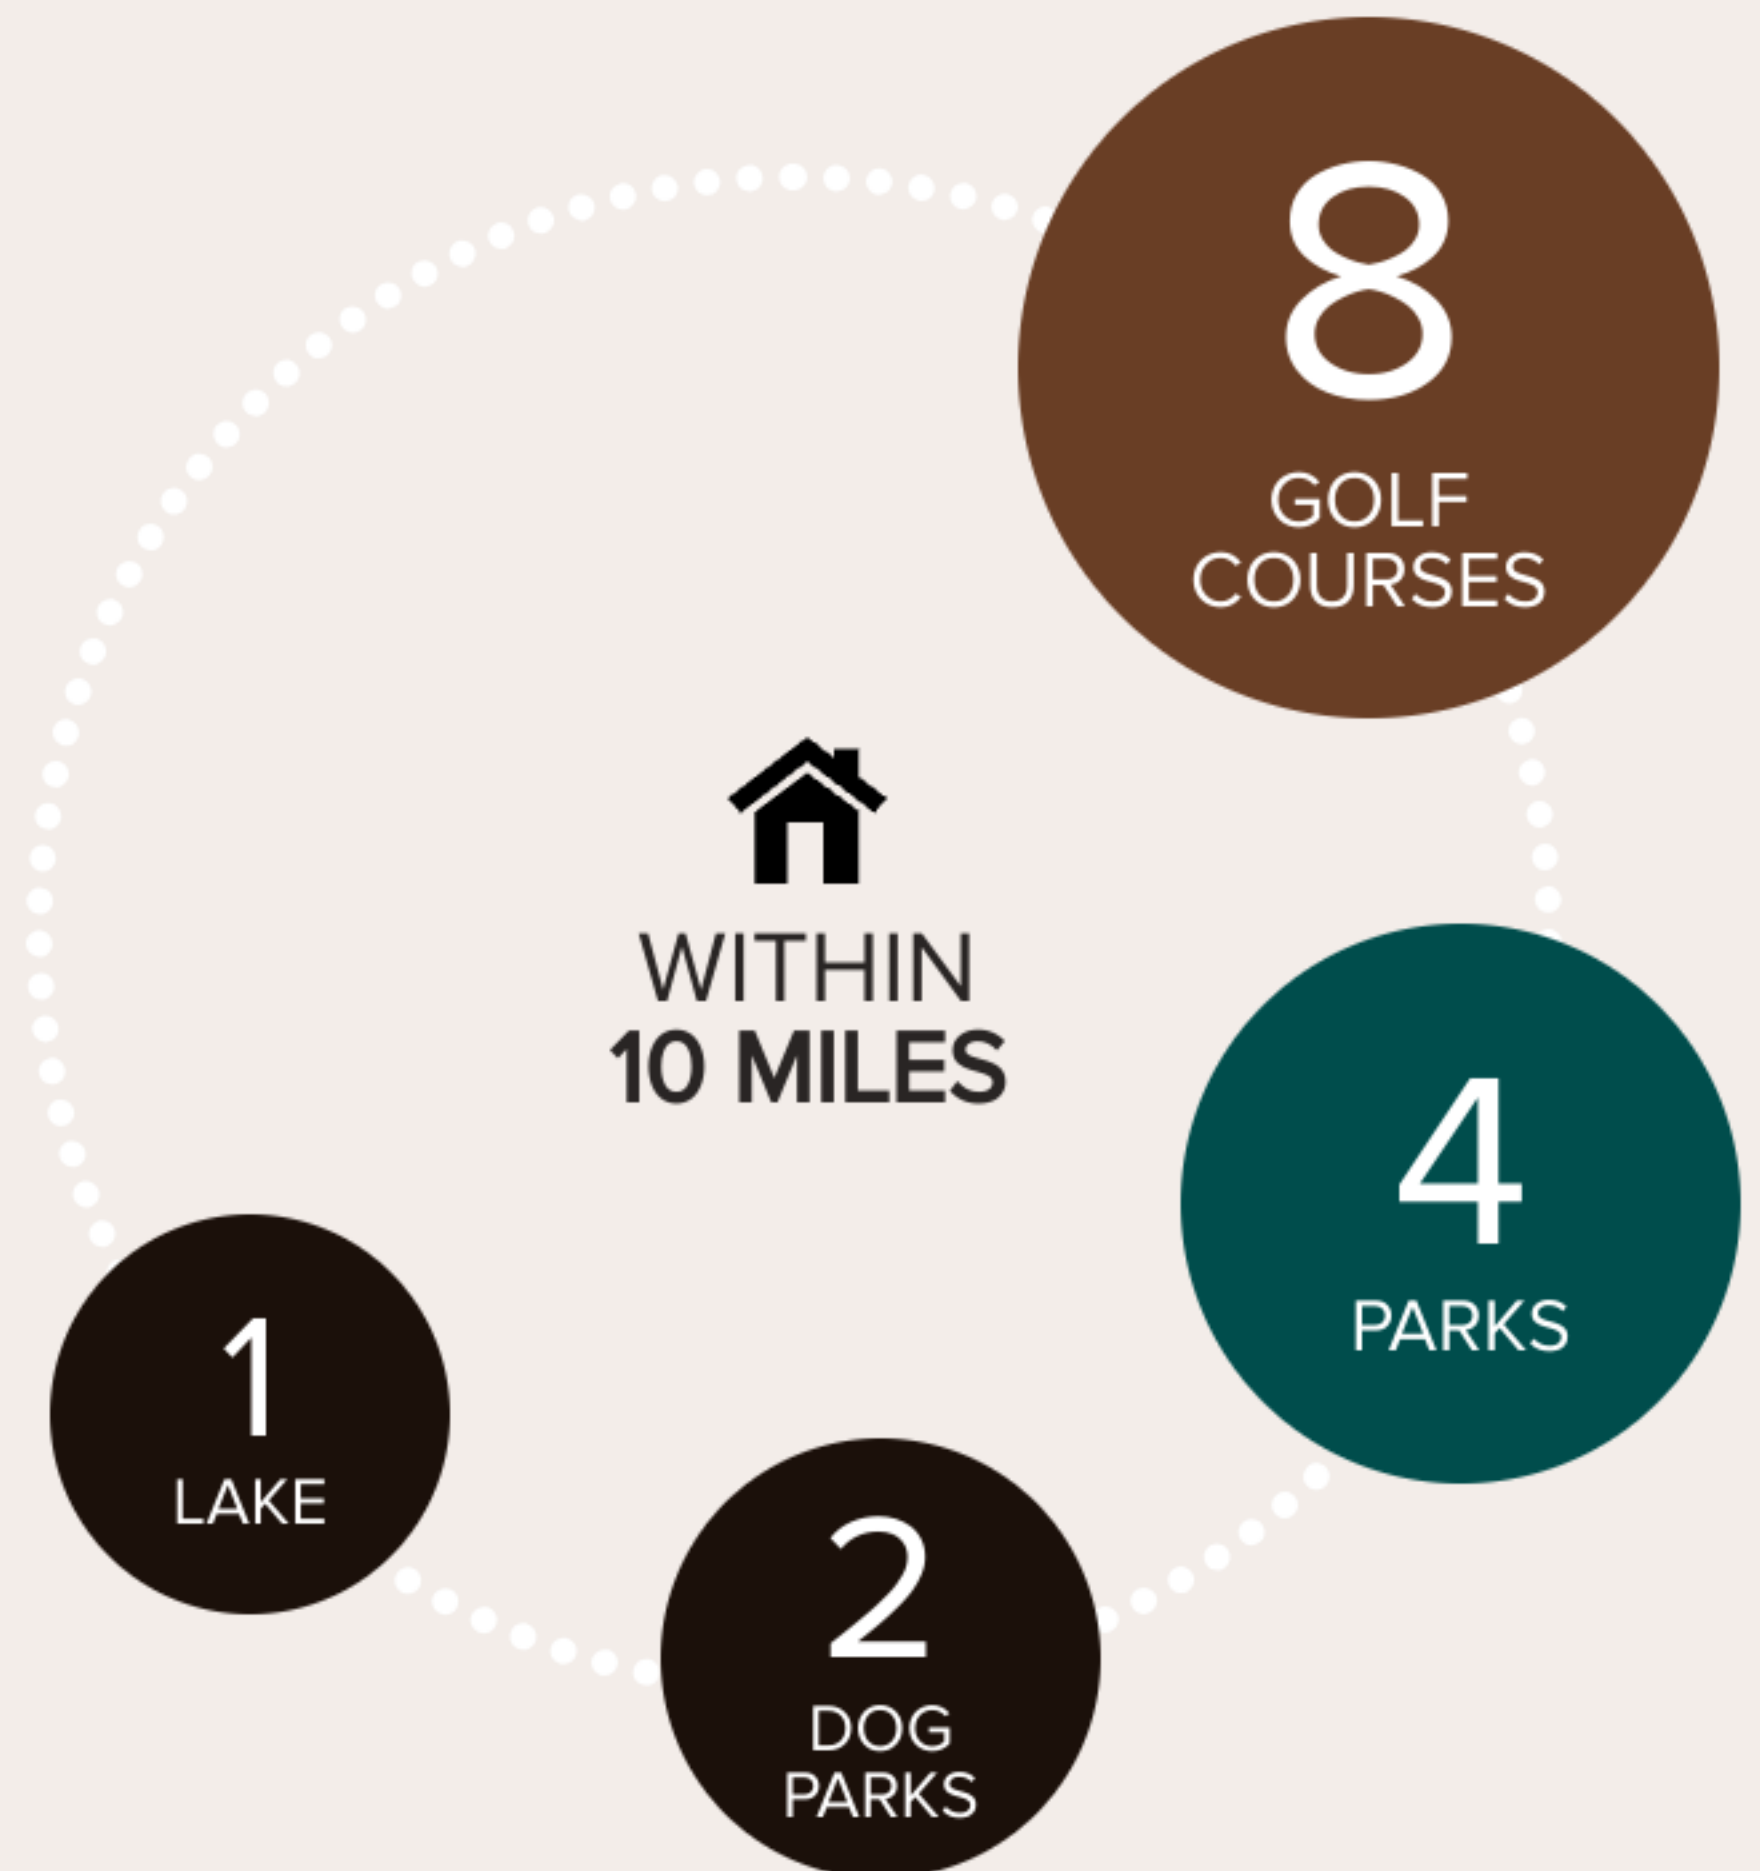 8
GOLF
COURSES
WITHIN
10 MILES
4
PARKS
1
LAKE
2
DOG
PARKS